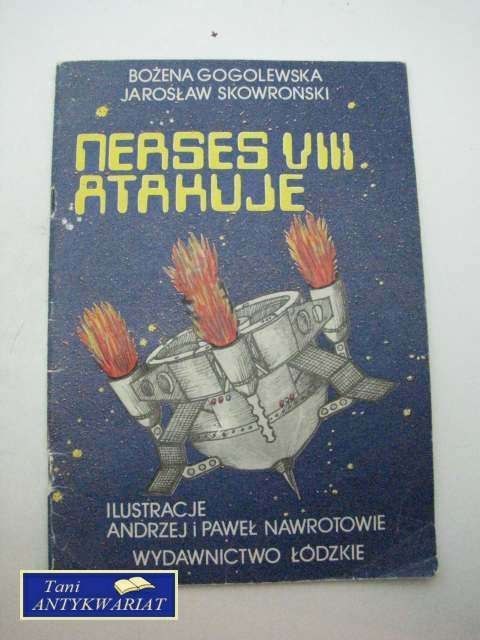 BOŻENA GOGOLEWSKA
JAROSŁAW SKOWROŃSKI
NERSES VIII
ATAKUJE
ILUSTRACJE
ANDRZEJ i PAWEŁ NAWROTOWIE
WYDAWNICTWO ŁÓDZKIE
Tani
ANTYKWARIAT